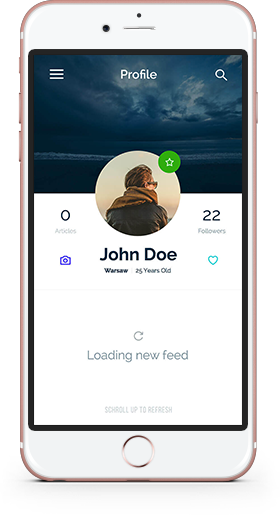 Profile
0
Articles
22
Followers
John Doe
Warsaw 25 Years Old
Loading new feed
SCHROLL UP TO REFRESH